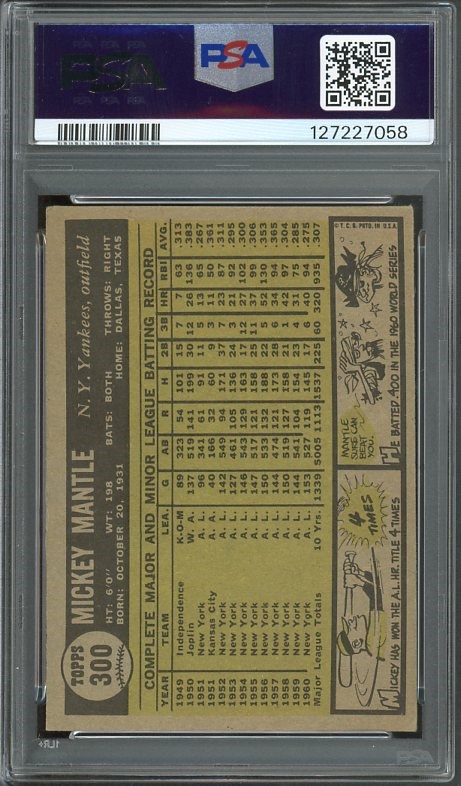 PSA
PSA
127227058
TOPPS
300
MICKEY MANTLE
N. Y. Yankees, outfield
HT: 6'0" WT: 198 BATS: BOTH THROWS: RIGHT
BORN: OCTOBER 20, 1931 HOME: DALLAS, TEXAS
COMPLETE MAJOR AND MINOR LEAGUE BATTING RECORD
YEAR TEAM LEA. G AB R H 2B 3B HR RBI AVG.
1949 Independence K-O-M 89 323 54 101 15 7 7 63 .313
1950 Joplin W. A. 137 519 141 199 30 12 26 136 .383
1951 New York A. L. 96 341 61 91 11 5 13 65 .267
1951 Kansas City A. A. 40 166 32 60 9 3 11 50 .361
1952 New York A. L. 142 549 94 171 37 7 23 87 .311
1953 New York A. L. 127 461 105 136 24 3 21 92 .295
1954 New York A. L. 146 543 129 163 17 12 27 102 .300
1955 New York A. L. 147 517 121 158 25 11 37 99 .306
1956 New York A. L. 150 533 132 188 22 5 52 130 .353
1957 New York A. L. 144 474 121 173 28 6 34 94 .365
1958 New York A. L. 150 519 127 158 21 1 42 97 .304
1959 New York A. L. 144 541 104 154 23 4 31 75 .285
1960 New York A. L. 153 527 119 145 17 6 40 94 .275
Major League Totals 10 Yrs. 1339 5005 1113 1537 225 60 320 935 .307
4
TIMES
MICKEY HAS WON THE A.L. HR. TITLE 4 TIMES
MANTLE
SURE CAN
BEAT
YOU.
HE BATTED .400 IN THE 1960 WORLD SERIES
© T. C. G. PRTD. IN U.S.A.
1LR+
PSA